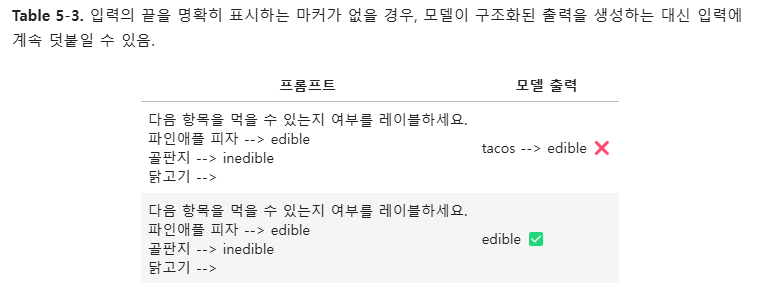 Table 5-3. 입력의 끝을 명확히 표시하는 마커가 없을 경우, 모델이 구조화된 출력을 생성하는 대신 입력에
계속 덧붙일 수 있음.
프롬프트 모델 출력
다음 항목을 먹을 수 있는지 여부를 레이블하세요.
파인애플 피자 --> edible
골판지 --> inedible
닭고기 -->
tacos --> edible ❌
다음 항목을 먹을 수 있는지 여부를 레이블하세요.
파인애플 피자 --> edible
골판지 --> inedible
닭고기 -->
edible ✅